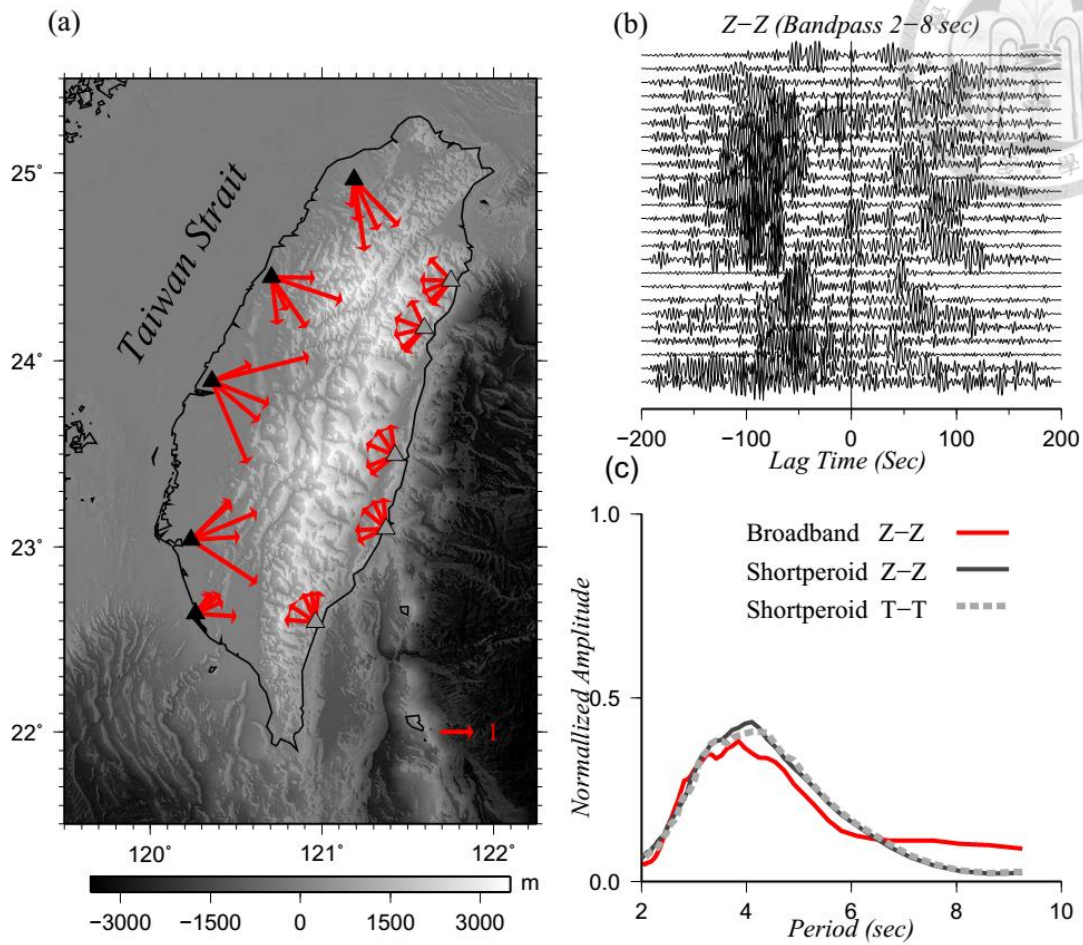 (a)
25°
24°
23°
22°
Taiwan Strait
1
120°
121°
122°
m
−3000
−1500
0
1500
3000
(b)
Z−Z (Bandpass 2−8 sec)
−200
−100
0
100
200
Lag Time (Sec)
(c)
1.0
0.5
0.0
Normalized Amplitude
Broadband Z−Z
Shortperoid Z−Z
Shortperoid T−T
2
4
6
8
10
Period (sec)